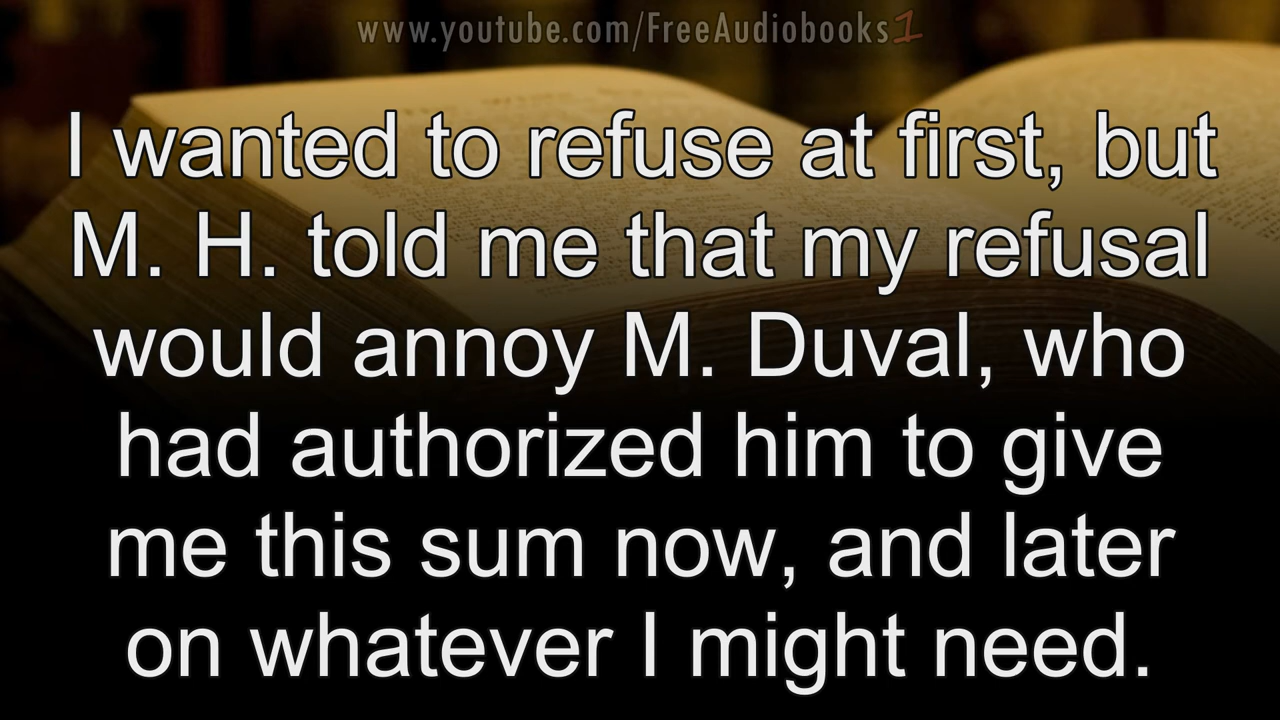 www.youtube.com/FreeAudiobooks1
I wanted to refuse at first, but
M. H. told me that my refusal
would annoy M. Duval, who
had authorized him to give
me this sum now, and later
on whatever I might need.